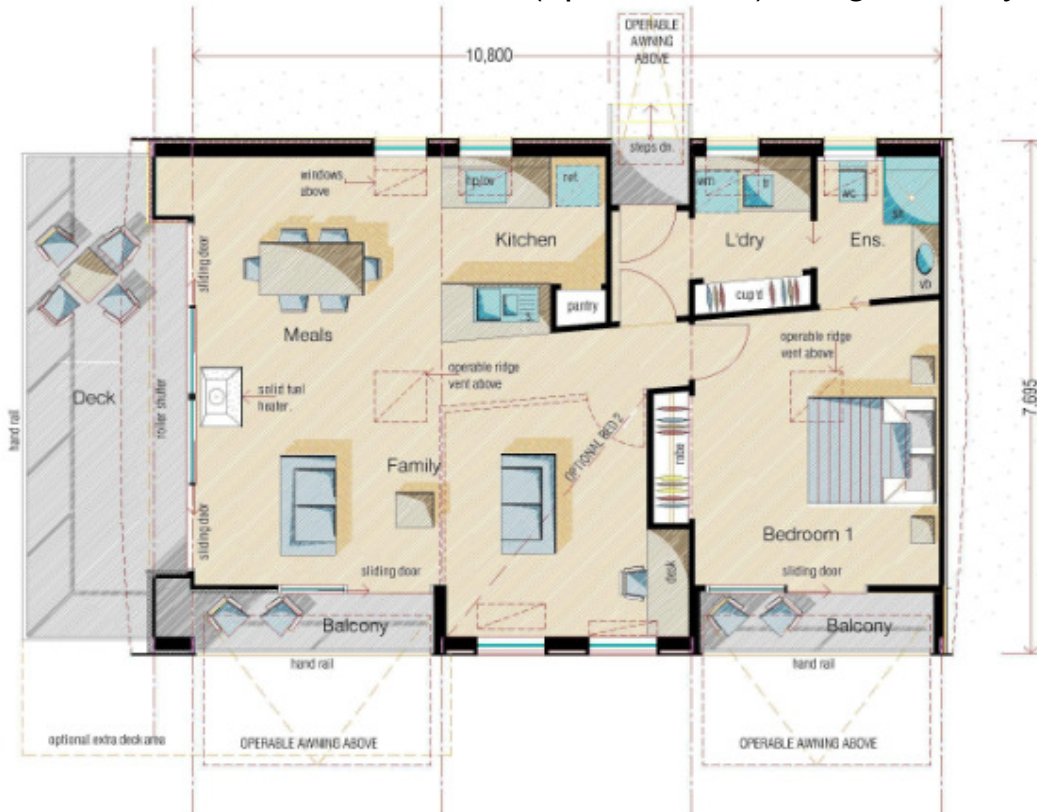 OPERABLE
AWNING
ABOVE
10,800
steps dn.
windows
above
hp/ov
ref.
wm
tr
wc
sh
Kitchen
L'dry
Ens.
vb
sliding door
pantry
cup'd
Meals
operable ridge
vent above
operable ridge
vent above
7,695
Deck
roller shutter
hand rail
solid fuel
heater.
OPTIONAL BED 2
robe
Family
Bedroom 1
sliding door
sliding door
desk
sliding door
Balcony
Balcony
hand rail
hand rail
optional extra deck area
OPERABLE AWNING ABOVE
OPERABLE AWNING ABOVE